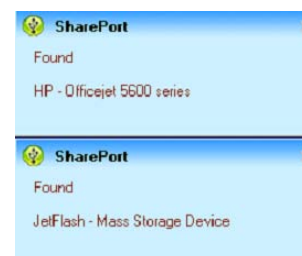 SharePort
Found
HP - Officejet 5600 series
SharePort
Found
JetFlash - Mass Storage Device